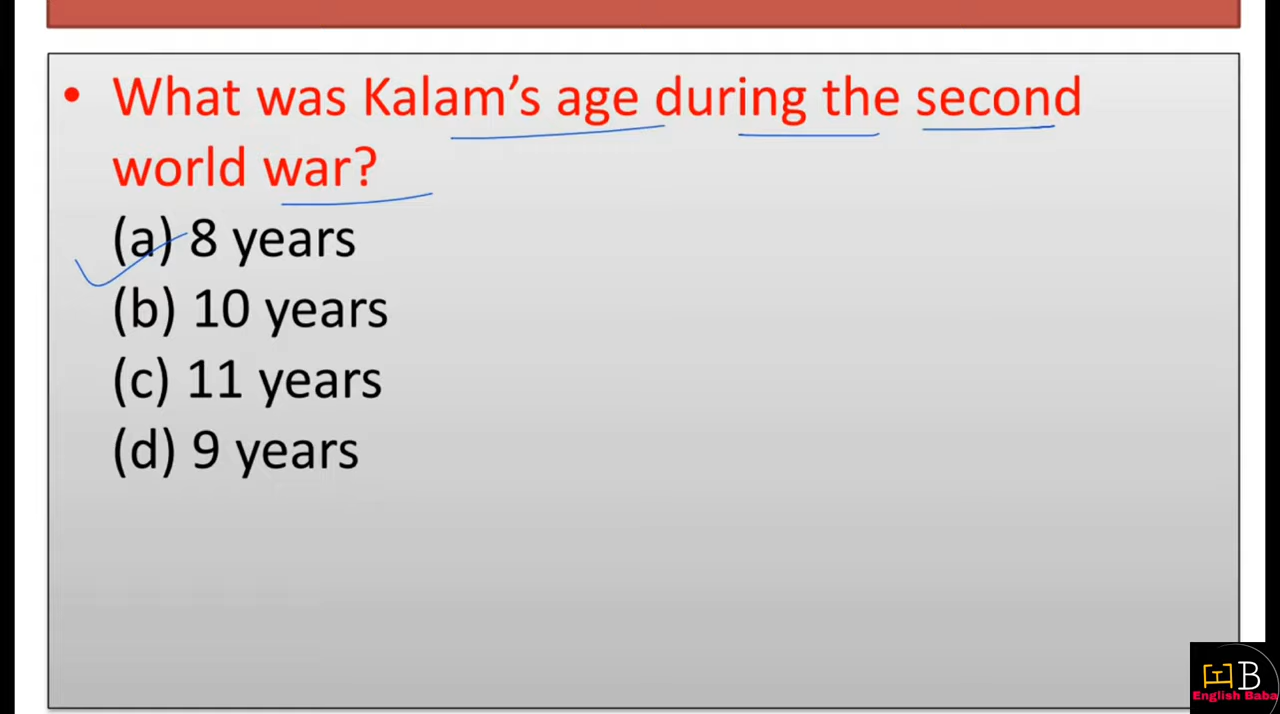 • What was Kalam’s age during the second
world war?
(a) 8 years
(b) 10 years
(c) 11 years
(d) 9 years
EB
English Baba